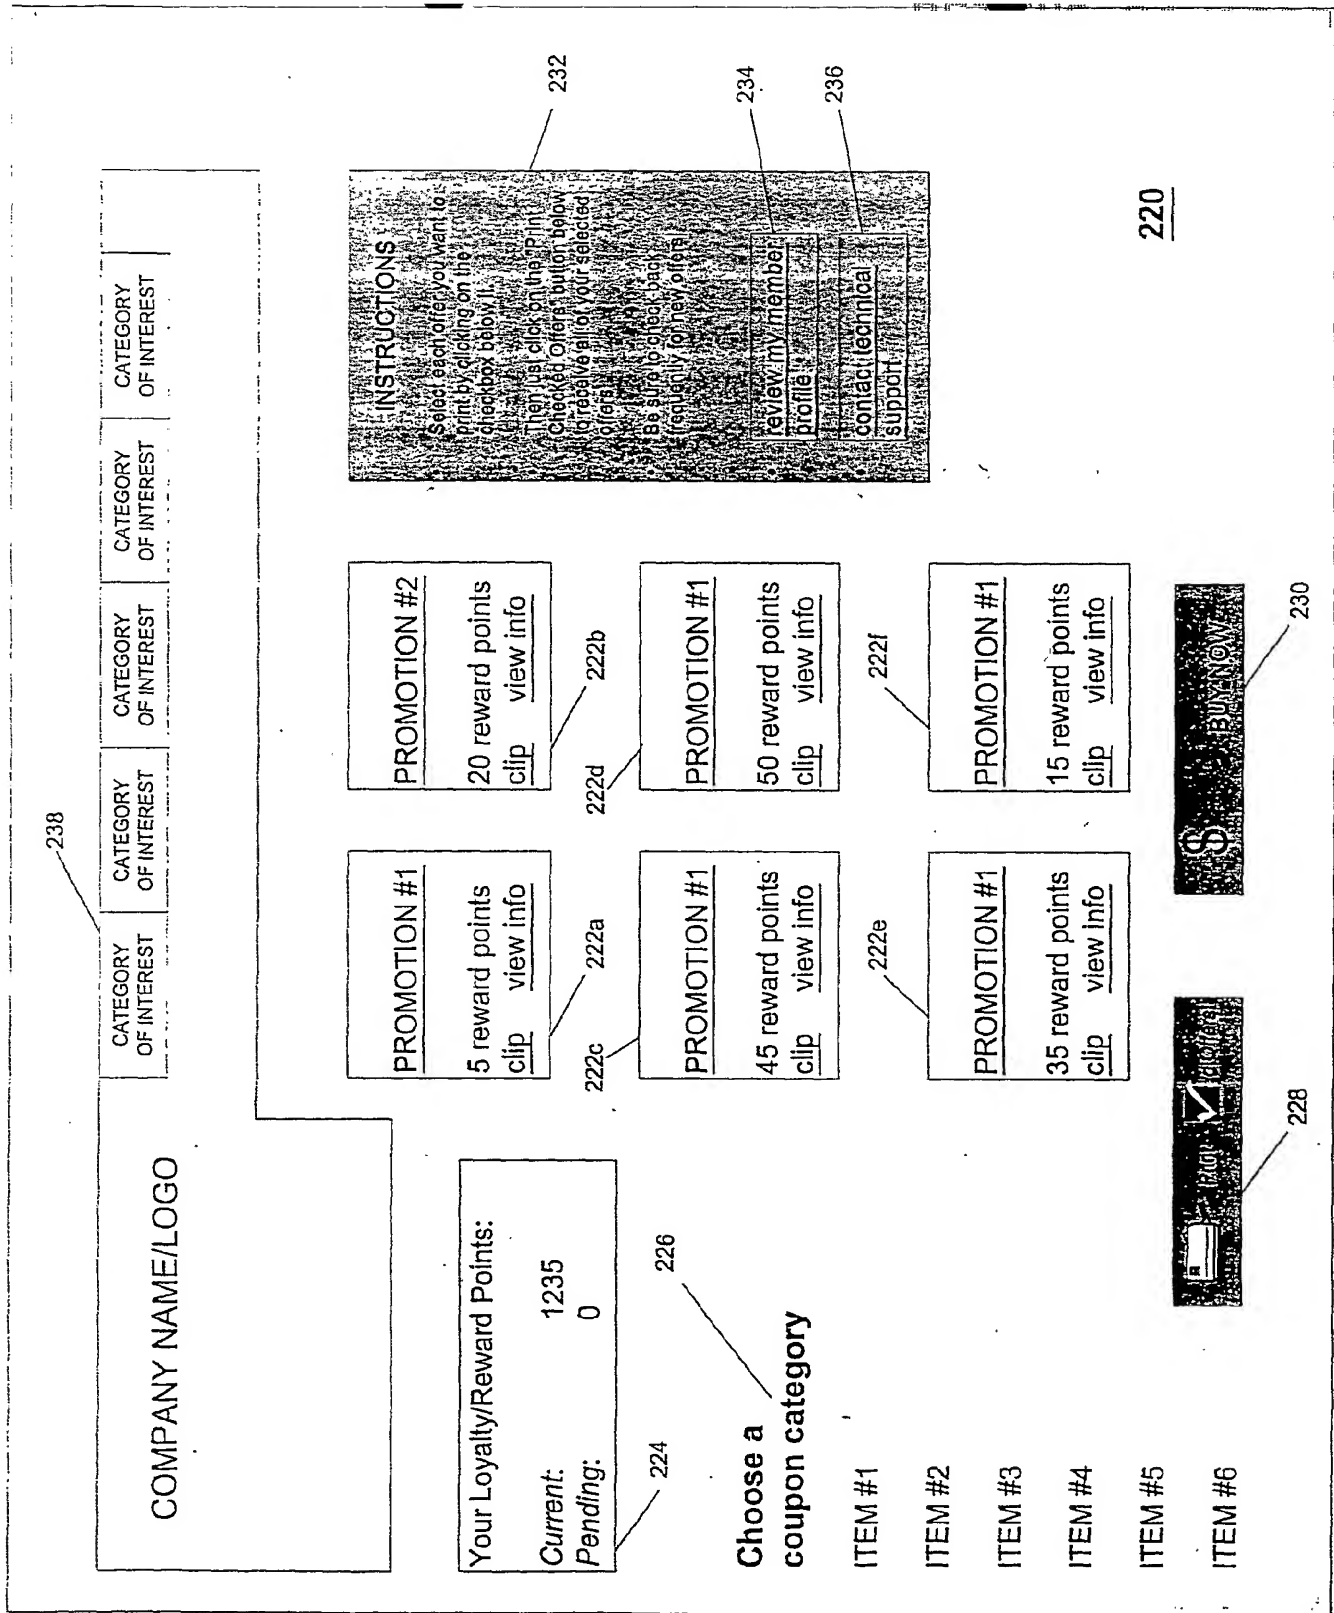 COMPANY NAME/LOGO
238
CATEGORY
OF INTEREST
CATEGORY
OF INTEREST
CATEGORY
OF INTEREST
CATEGORY
OF INTEREST
CATEGORY
OF INTEREST
Your Loyalty/Reward Points:
Current: 1235
Pending: 0
224
226
Choose a
coupon category
ITEM #1
ITEM #2
ITEM #3
ITEM #4
ITEM #5
ITEM #6
PROMOTION #1
5 reward points
clip view info
222a
PROMOTION #2
20 reward points
clip view info
222b
222c
PROMOTION #1
45 reward points
clip view info
222d
PROMOTION #1
50 reward points
clip view info
222e
PROMOTION #1
35 reward points
clip view info
222f
PROMOTION #1
15 reward points
clip view info
228
$ BUY NOW
230
INSTRUCTIONS
Select each offer you want to
print by clicking on the
checkbox below it.
Then just click on the "Print
Checked Offers" button below
to receive all of your selected
offers
Be sure to check back
frequently for new offers
review my member
profile
contact technical
support
232
234
236
220